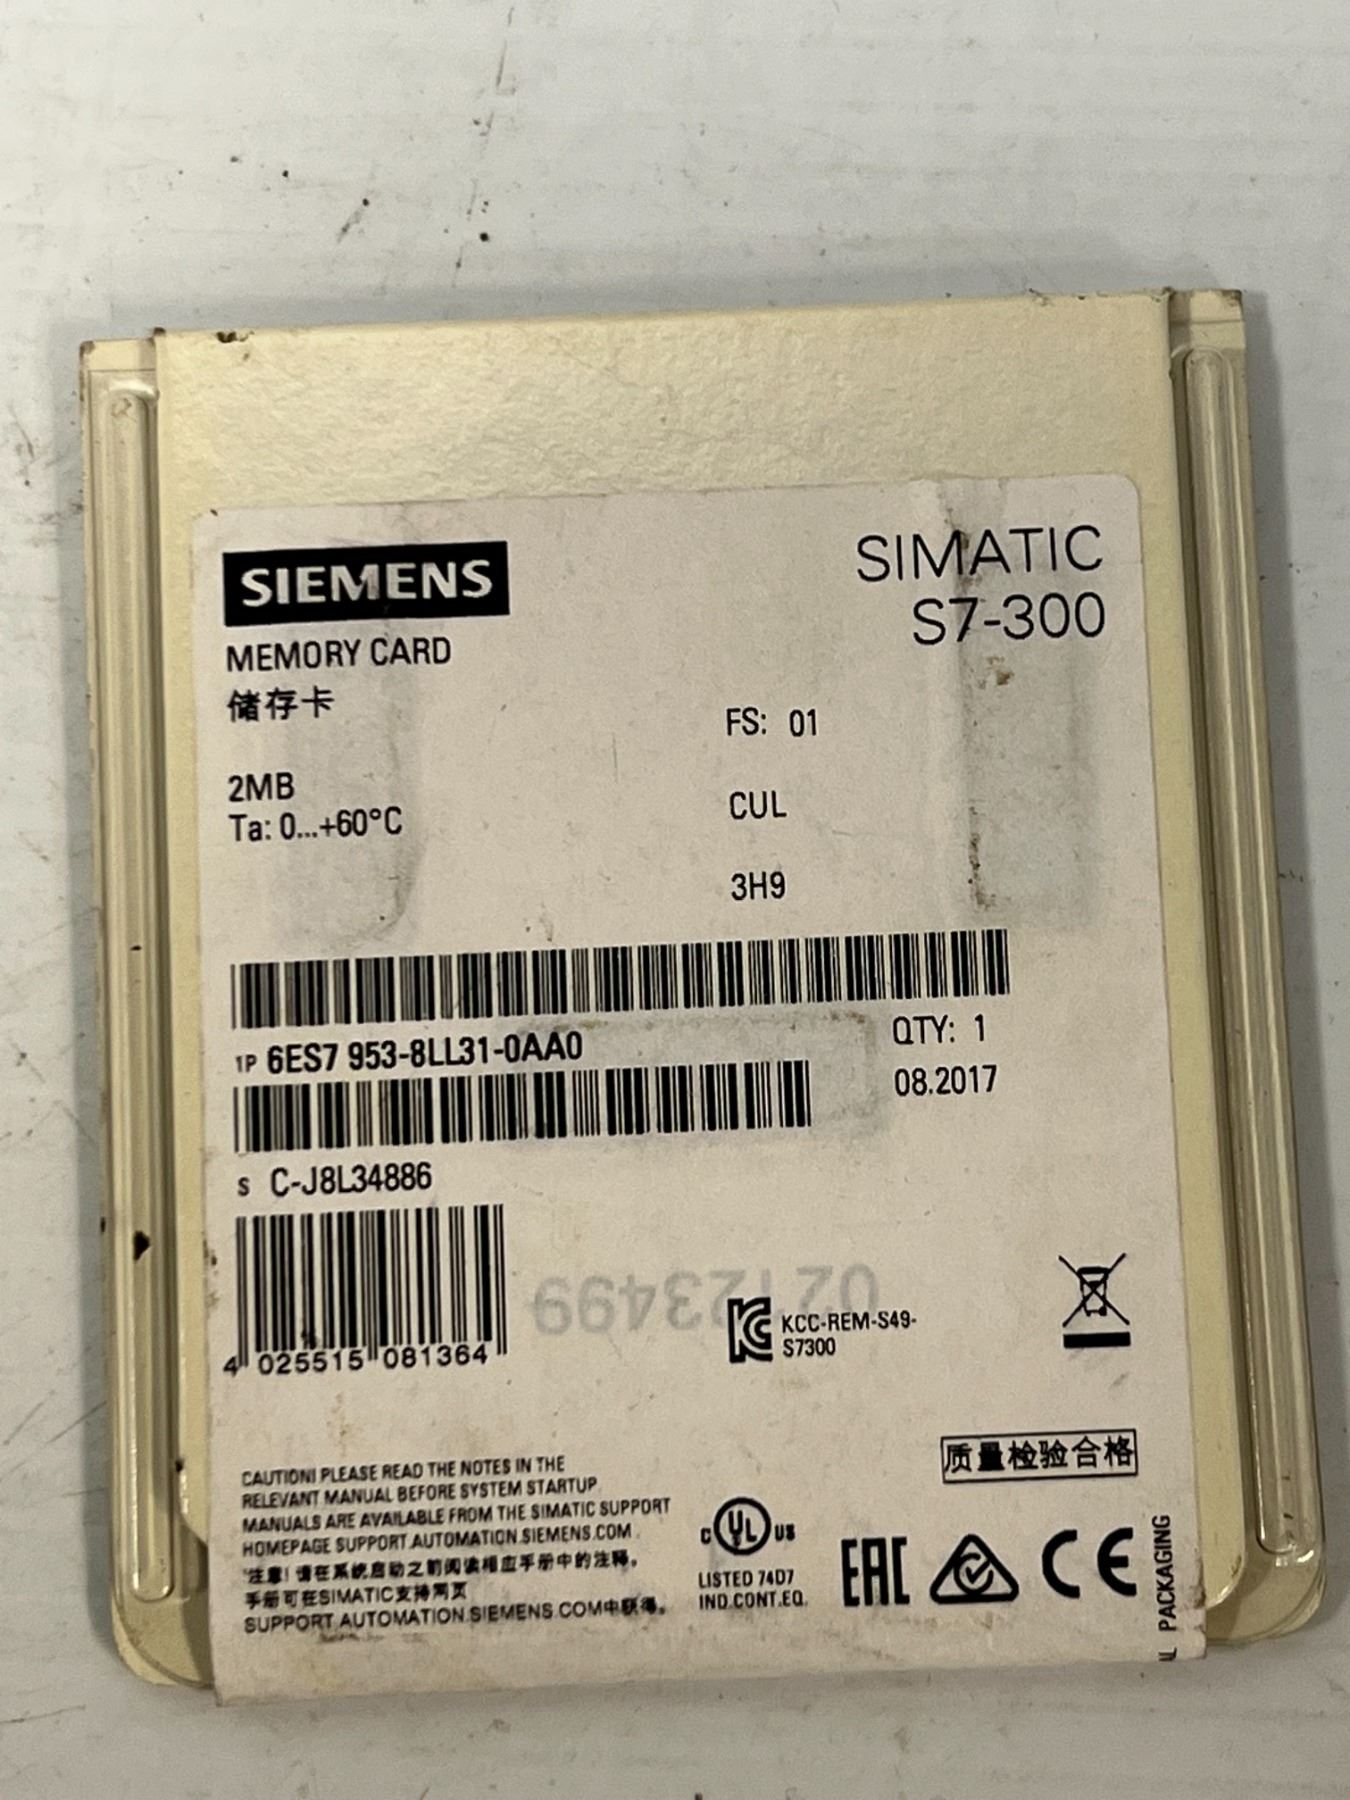 SIEMENS
SIMATIC
S7-300
MEMORY CARD
储存卡
FS: 01
2MB
Ta: 0...+60°C
CUL
3H9
1P 6ES7 953-8LL31-0AA0
QTY: 1
08.2017
S C-J8L34886
4 025515 081364
KCC-REM-S49-
S7300
质量检验合格
CAUTION! PLEASE READ THE NOTES IN THE
RELEVANT MANUAL BEFORE SYSTEM STARTUP
MANUALS ARE AVAILABLE FROM THE SIMATIC SUPPORT
HOMEPAGE SUPPORT.AUTOMATION.SIEMENS.COM.
注意! 请在系统启动之前阅读相应手册中的注释。
手册可在SIMATIC支持网页
SUPPORT.AUTOMATION.SIEMENS.COM中获得。
C UL US
LISTED 74D7
IND.CONT.EQ.
EAC
CE
PACKAGING